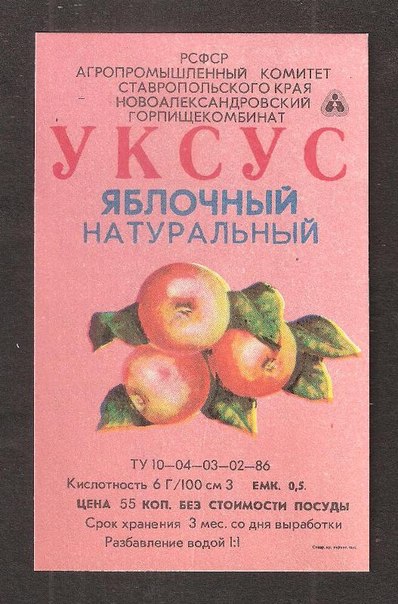 РСФСР
АГРОПРОМЫШЛЕННЫЙ КОМИТЕТ
СТАВРОПОЛЬСКОГО КРАЯ
НОВОАЛЕКСАНДРОВСКИЙ
ГОРПИЩЕКОМБИНАТ
УКСУС
ЯБЛОЧНЫЙ
НАТУРАЛЬНЫЙ
ТУ 10—04—03—02—86
Кислотность 6 Г/100 см 3 ЕМК. 0,5.
ЦЕНА 55 КОП. БЕЗ СТОИМОСТИ ПОСУДЫ
Срок хранения 3 мес. со дня выработки
Разбавление водой 1:1